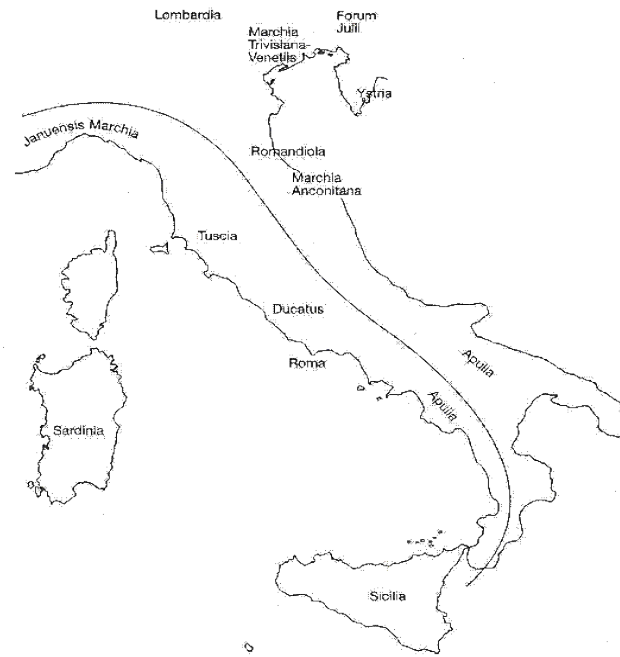 Lombardia
Forum
Julii
Marchia
Trivisiana-
Venetiis
Ystria
Januensis Marchia
Romandiola
Marchia
Anconitana
Tuscia
Ducatus
Roma
Apulia
Apulia
Sardinia
Sicilia